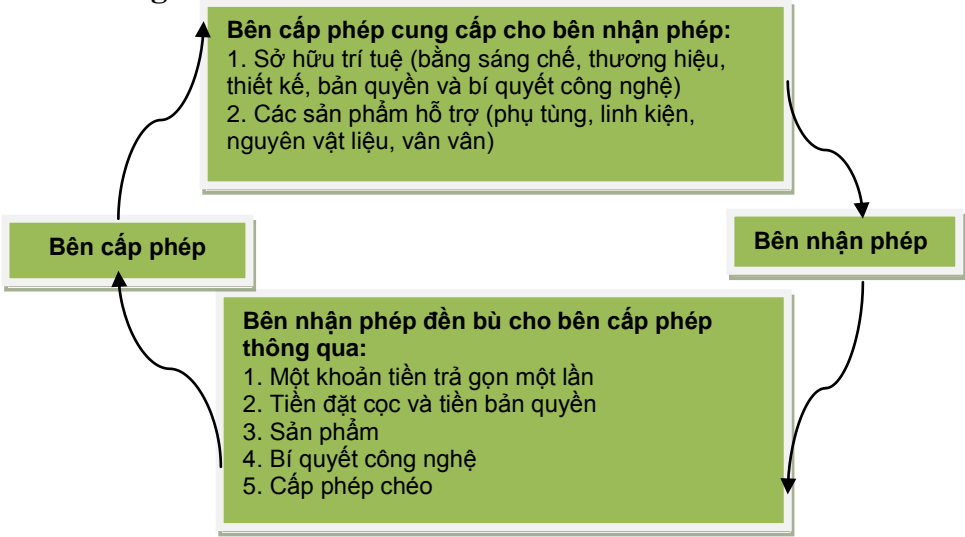 Bên cấp phép cung cấp cho bên nhận phép:
1. Sở hữu trí tuệ (bằng sáng chế, thương hiệu,
thiết kế, bản quyền và bí quyết công nghệ)
2. Các sản phẩm hỗ trợ (phụ tùng, linh kiện,
nguyên vật liệu, vân vân)
Bên cấp phép
Bên nhận phép
Bên nhận phép đền bù cho bên cấp phép
thông qua:
1. Một khoản tiền trả gọn một lần
2. Tiền đặt cọc và tiền bản quyền
3. Sản phẩm
4. Bí quyết công nghệ
5. Cấp phép chéo